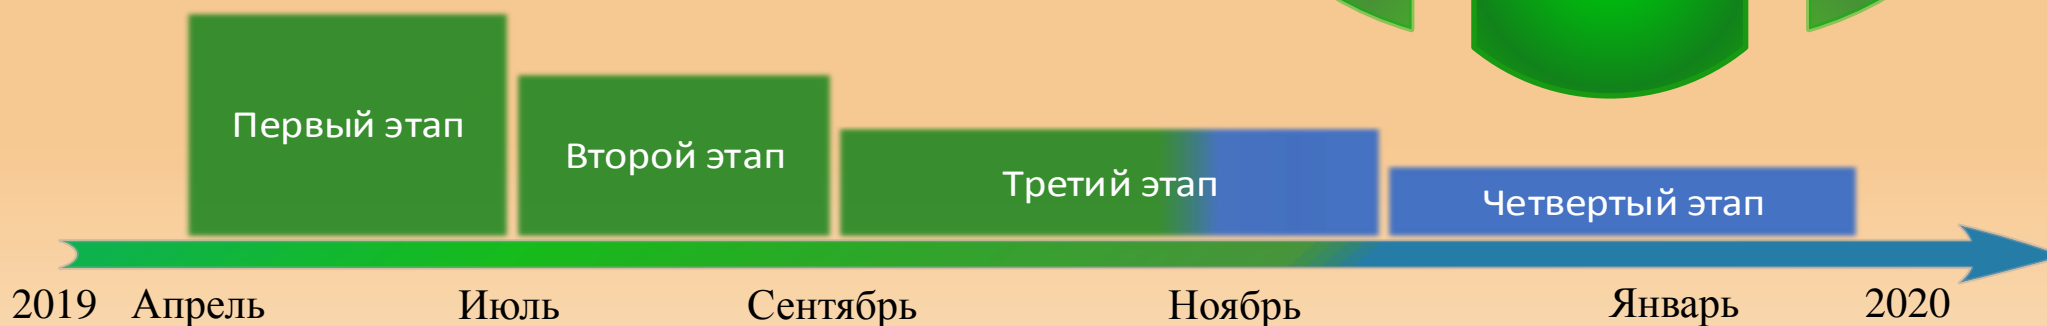 Первый этап
Второй этап
Третий этап
Четвертый этап
2019 Апрель Июль Сентябрь Ноябрь Январь 2020